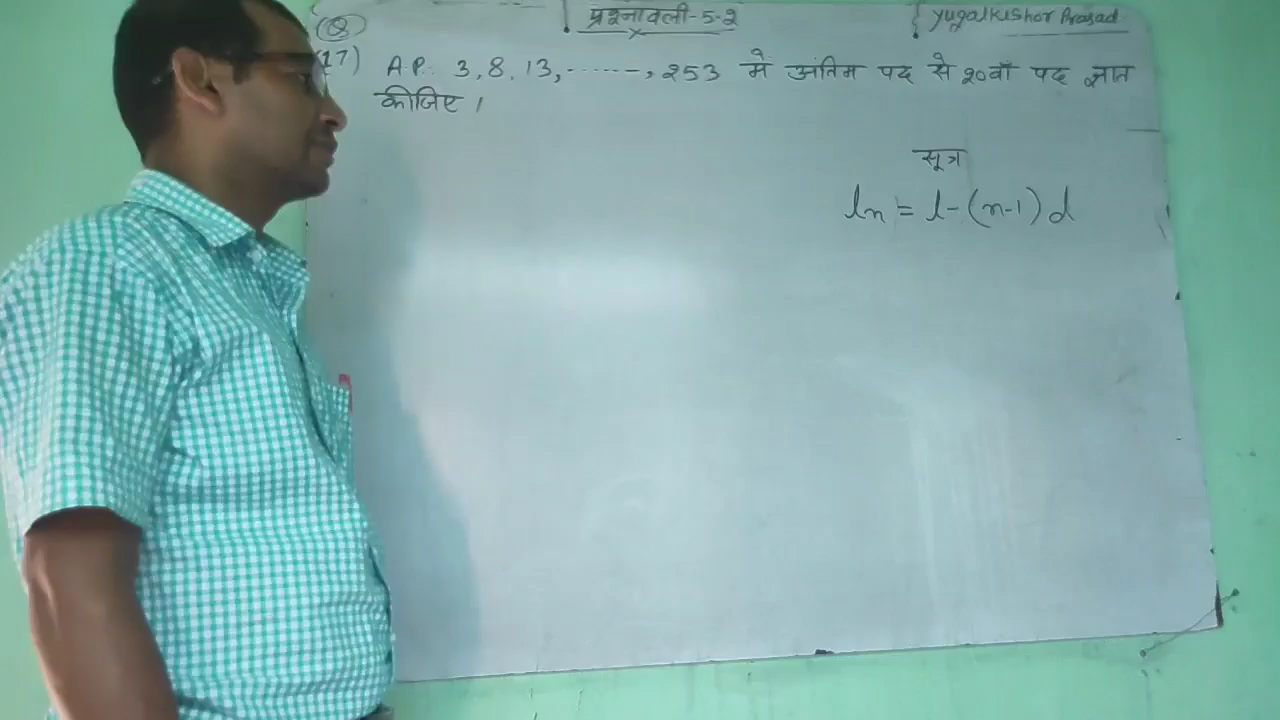 प्रश्नावली-5.2
Yugalkishor Prasad
(Q)
(17) A.P. 3, 8, 13, ------, 253 में अंतिम पद से 20वाँ पद ज्ञात
कीजिए।
सूत्र
ln = l-(n-1)d